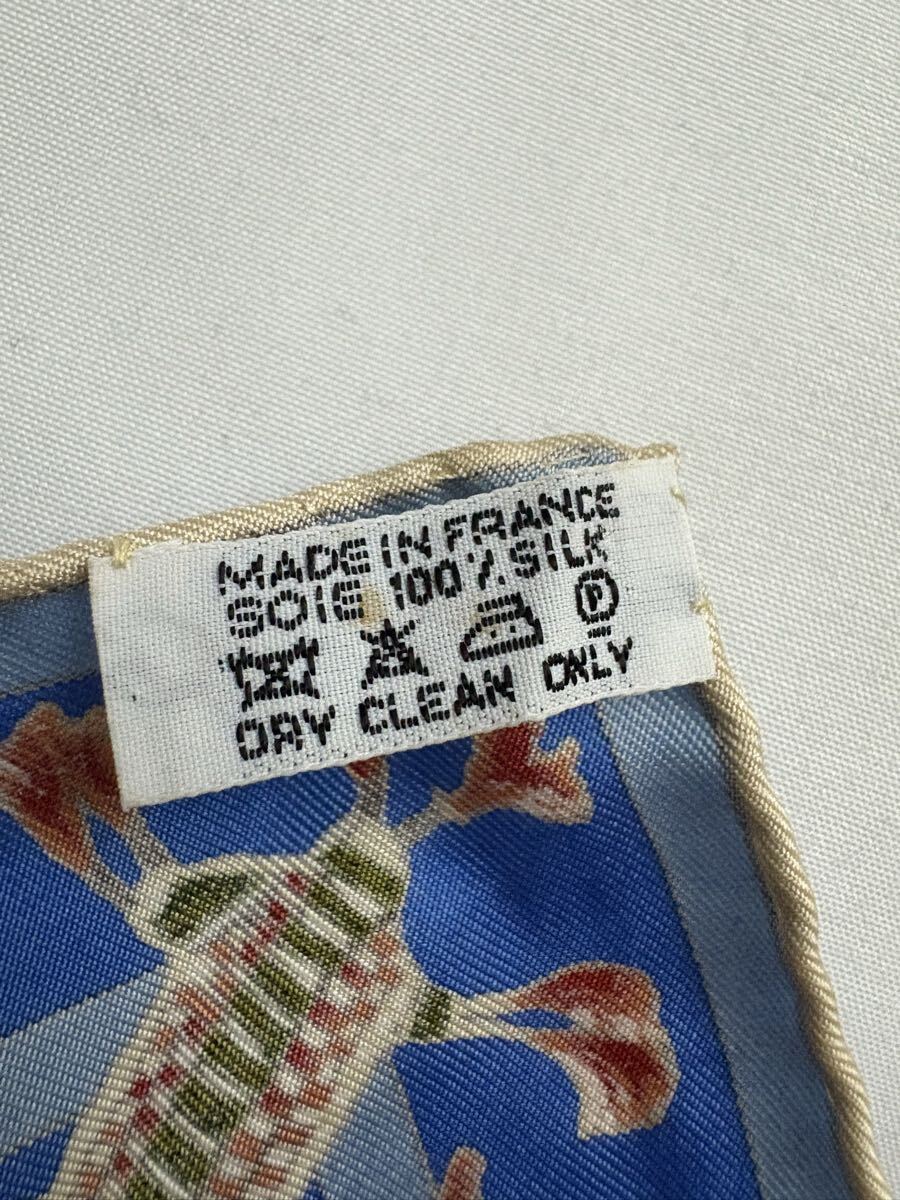 MADE IN FRANCE
SOIE 100% SILK
P
DRY CLEAN ONLY